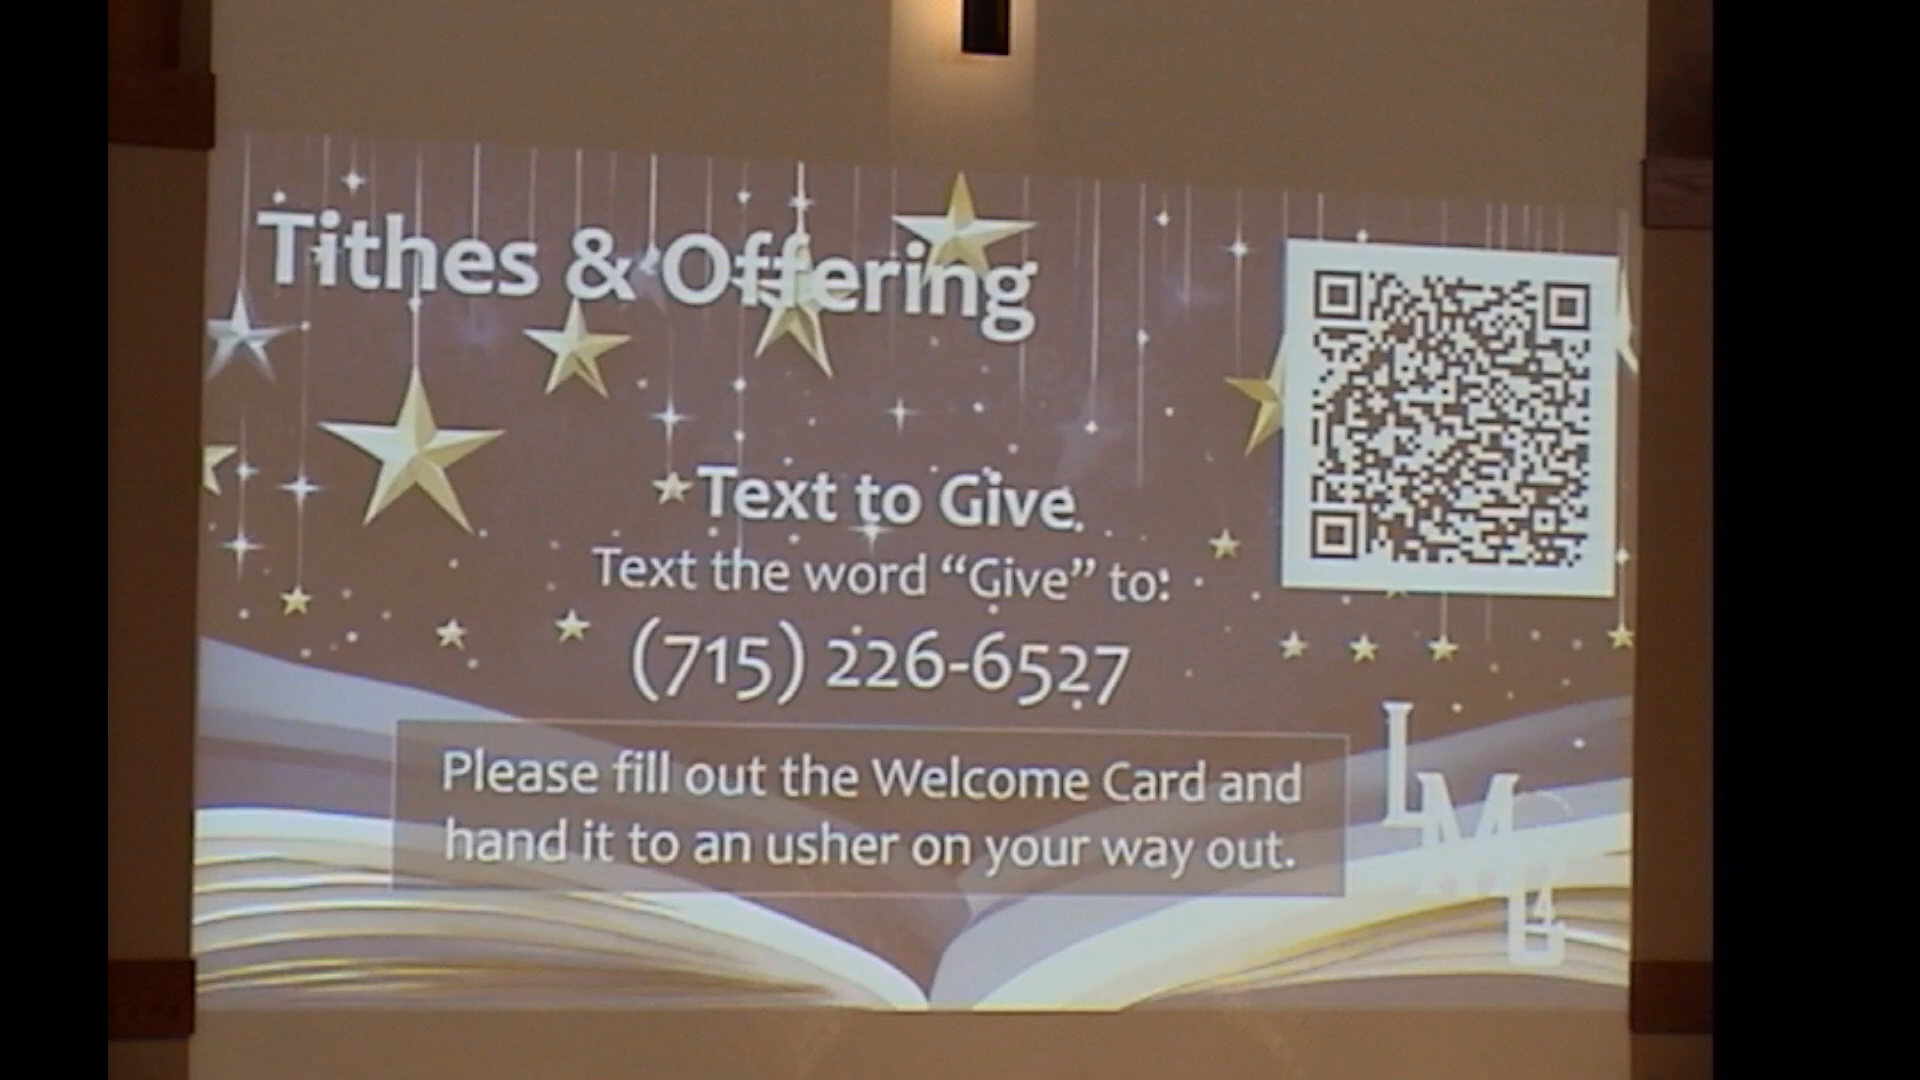 Tithes & Offering
Text to Give
Text the word “Give” to:
(715) 226-6527
Please fill out the Welcome Card and
hand it to an usher on your way out.